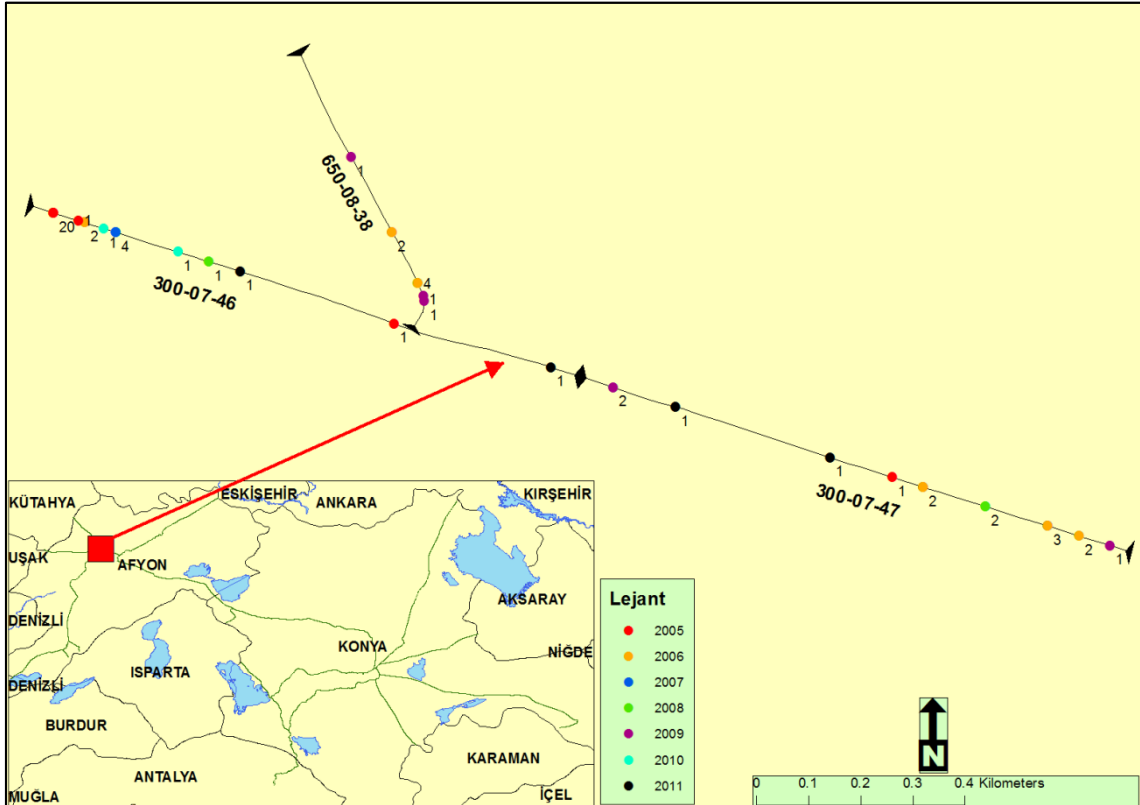 1
650-08-38
2
4
1
1
20
1
2
1
4
1
1
1
300-07-46
1
1
2
1
1
1
2
300-07-47
2
3
2
1
KÜTAHYA
ESKİŞEHİR
ANKARA
KIRŞEHİR
UŞAK
AFYON
AKSARAY
DENİZLİ
KONYA
NİĞDE
ISPARTA
DENİZLİ
BURDUR
KARAMAN
ANTALYA
MUĞLA
İÇEL
Lejant
2005
2006
2007
2008
2009
2010
2011
N
0 0.1 0.2 0.3 0.4 Kilometers